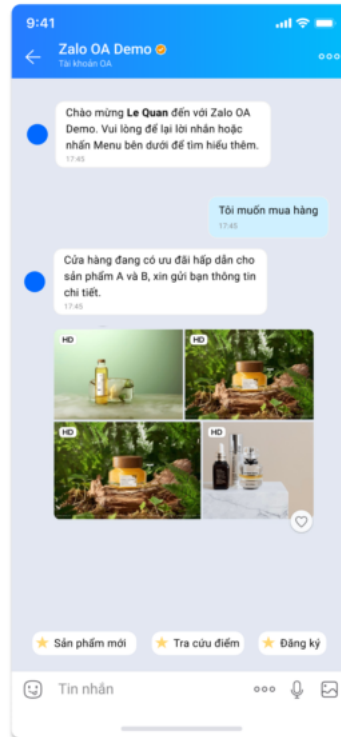 9:41
Zalo OA Demo
Tài khoản OA
Chào mừng Le Quan đến với Zalo OA
Demo. Vui lòng để lại lời nhắn hoặc
nhấn Menu bên dưới để tìm hiểu thêm.
17:45
Tôi muốn mua hàng
17:45
Cửa hàng đang có ưu đãi hấp dẫn cho
sản phẩm A và B, xin gửi bạn thông tin
chi tiết.
17:45
HD
HD
HD
HD
Sản phẩm mới
Tra cứu điểm
Đăng ký
Tin nhắn